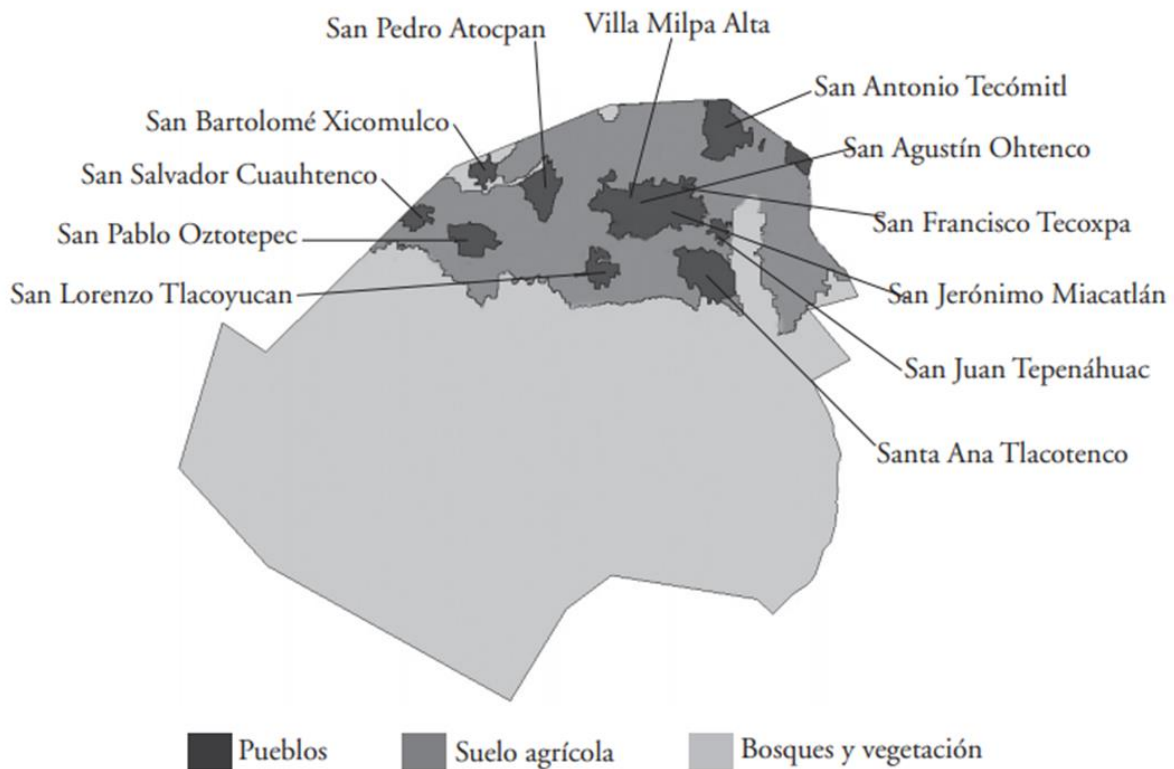 San Pedro Atocpan
Villa Milpa Alta
San Antonio Tecómitl
San Bartolomé Xicomulco
San Agustín Ohtenco
San Salvador Cuauhtenco
San Francisco Tecoxpa
San Pablo Oztotepec
San Lorenzo Tlacoyucan
San Jerónimo Miacatlán
San Juan Tepenáhuac
Santa Ana Tlacotenco
Pueblos
Suelo agrícola
Bosques y vegetación